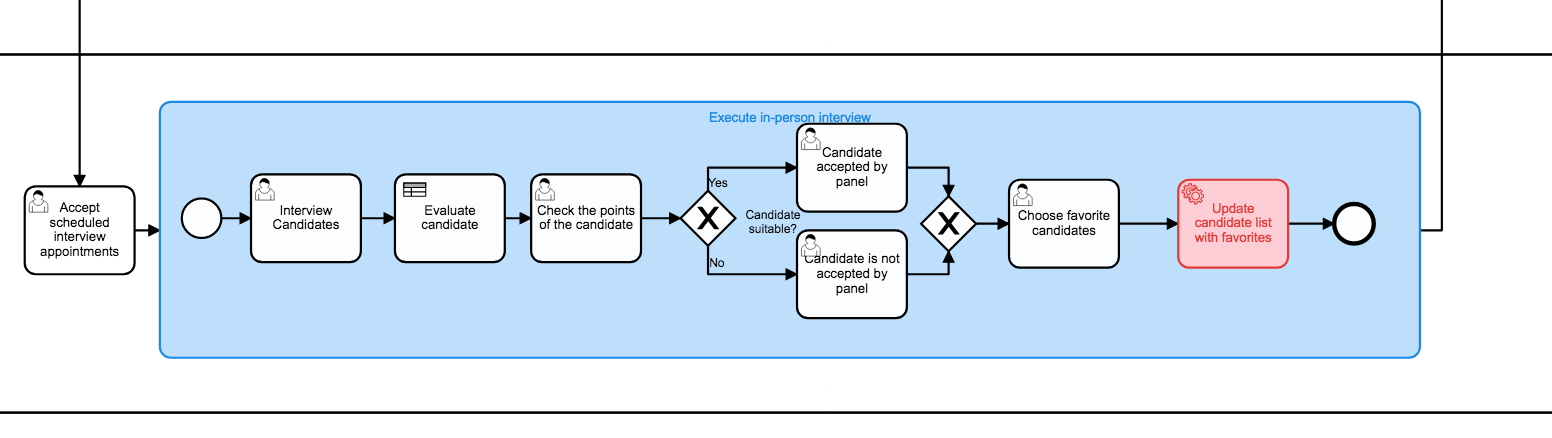 Execute in-person interview
Accept
scheduled
interview
appointments
Interview
Candidates
Evaluate
candidate
Check the points
of the candidate
Yes
Candidate
suitable?
No
Candidate
accepted by
panel
Candidate is not
accepted by
panel
Choose favorite
candidates
Update
candidate list
with favorites